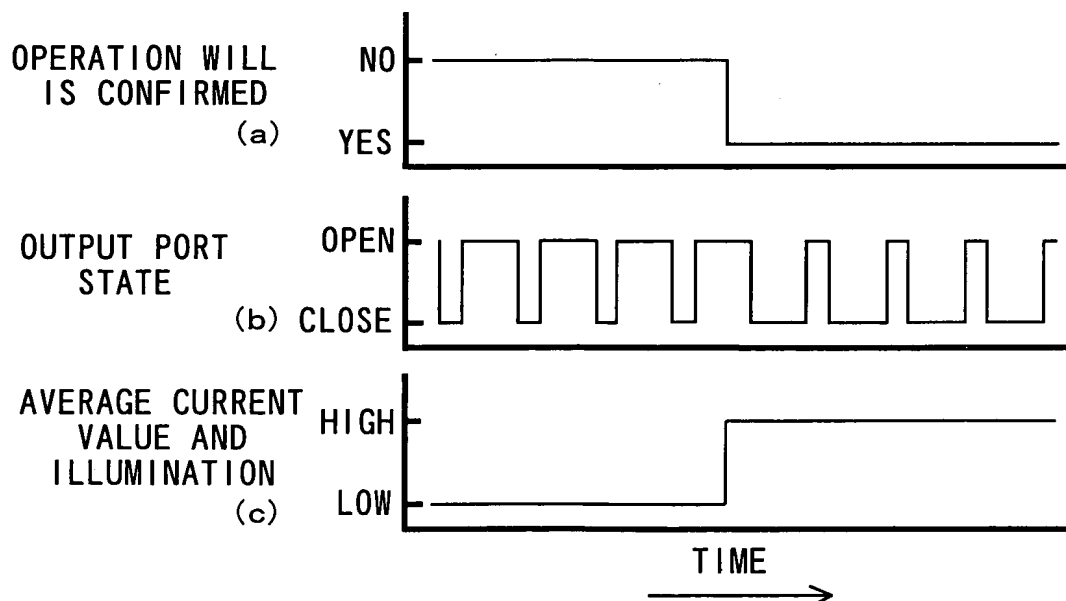 OPERATION WILL
IS CONFIRMED
(a)
NO
YES
OUTPUT PORT
STATE
(b)
OPEN
CLOSE
AVERAGE CURRENT
VALUE AND
ILLUMINATION
(c)
HIGH
LOW
TIME